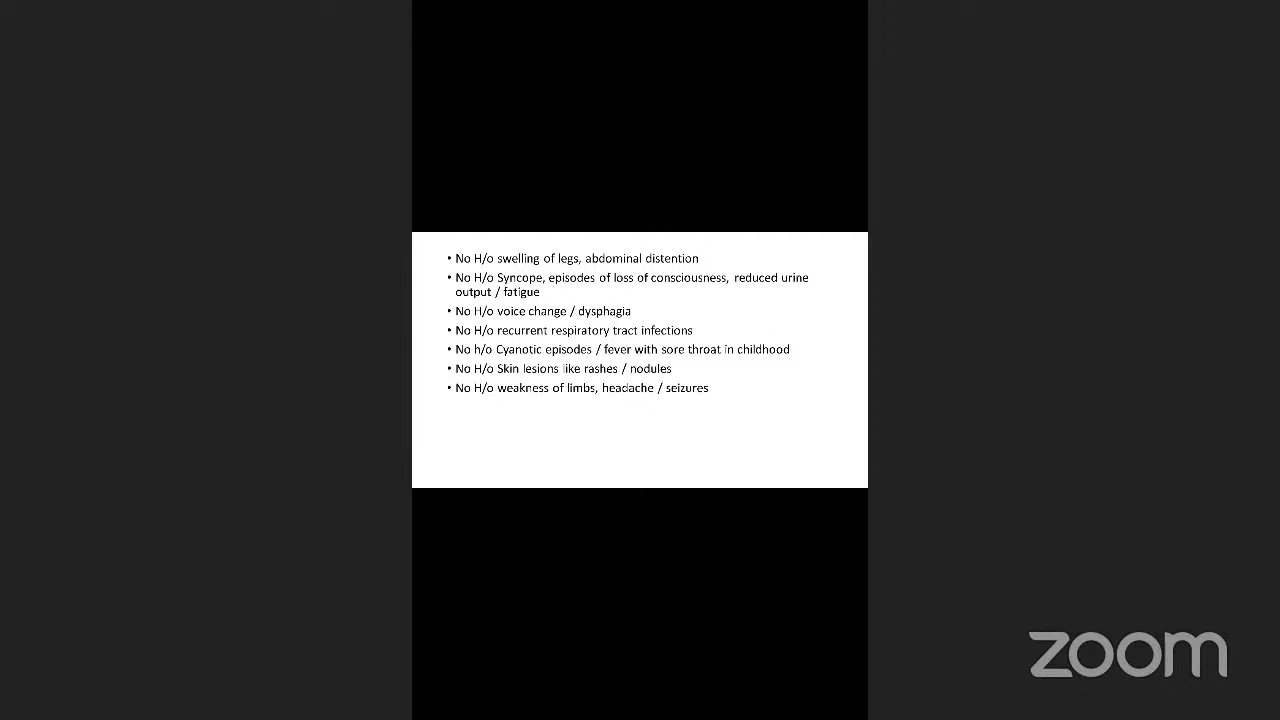 • No H/o swelling of legs, abdominal distention
• No H/o Syncope, episodes of loss of consciousness, reduced urine
output / fatigue
• No H/o voice change / dysphagia
• No H/o recurrent respiratory tract infections
• No h/o Cyanotic episodes / fever with sore throat in childhood
• No H/o Skin lesions like rashes / nodules
• No H/o weakness of limbs, headache / seizures
zoom